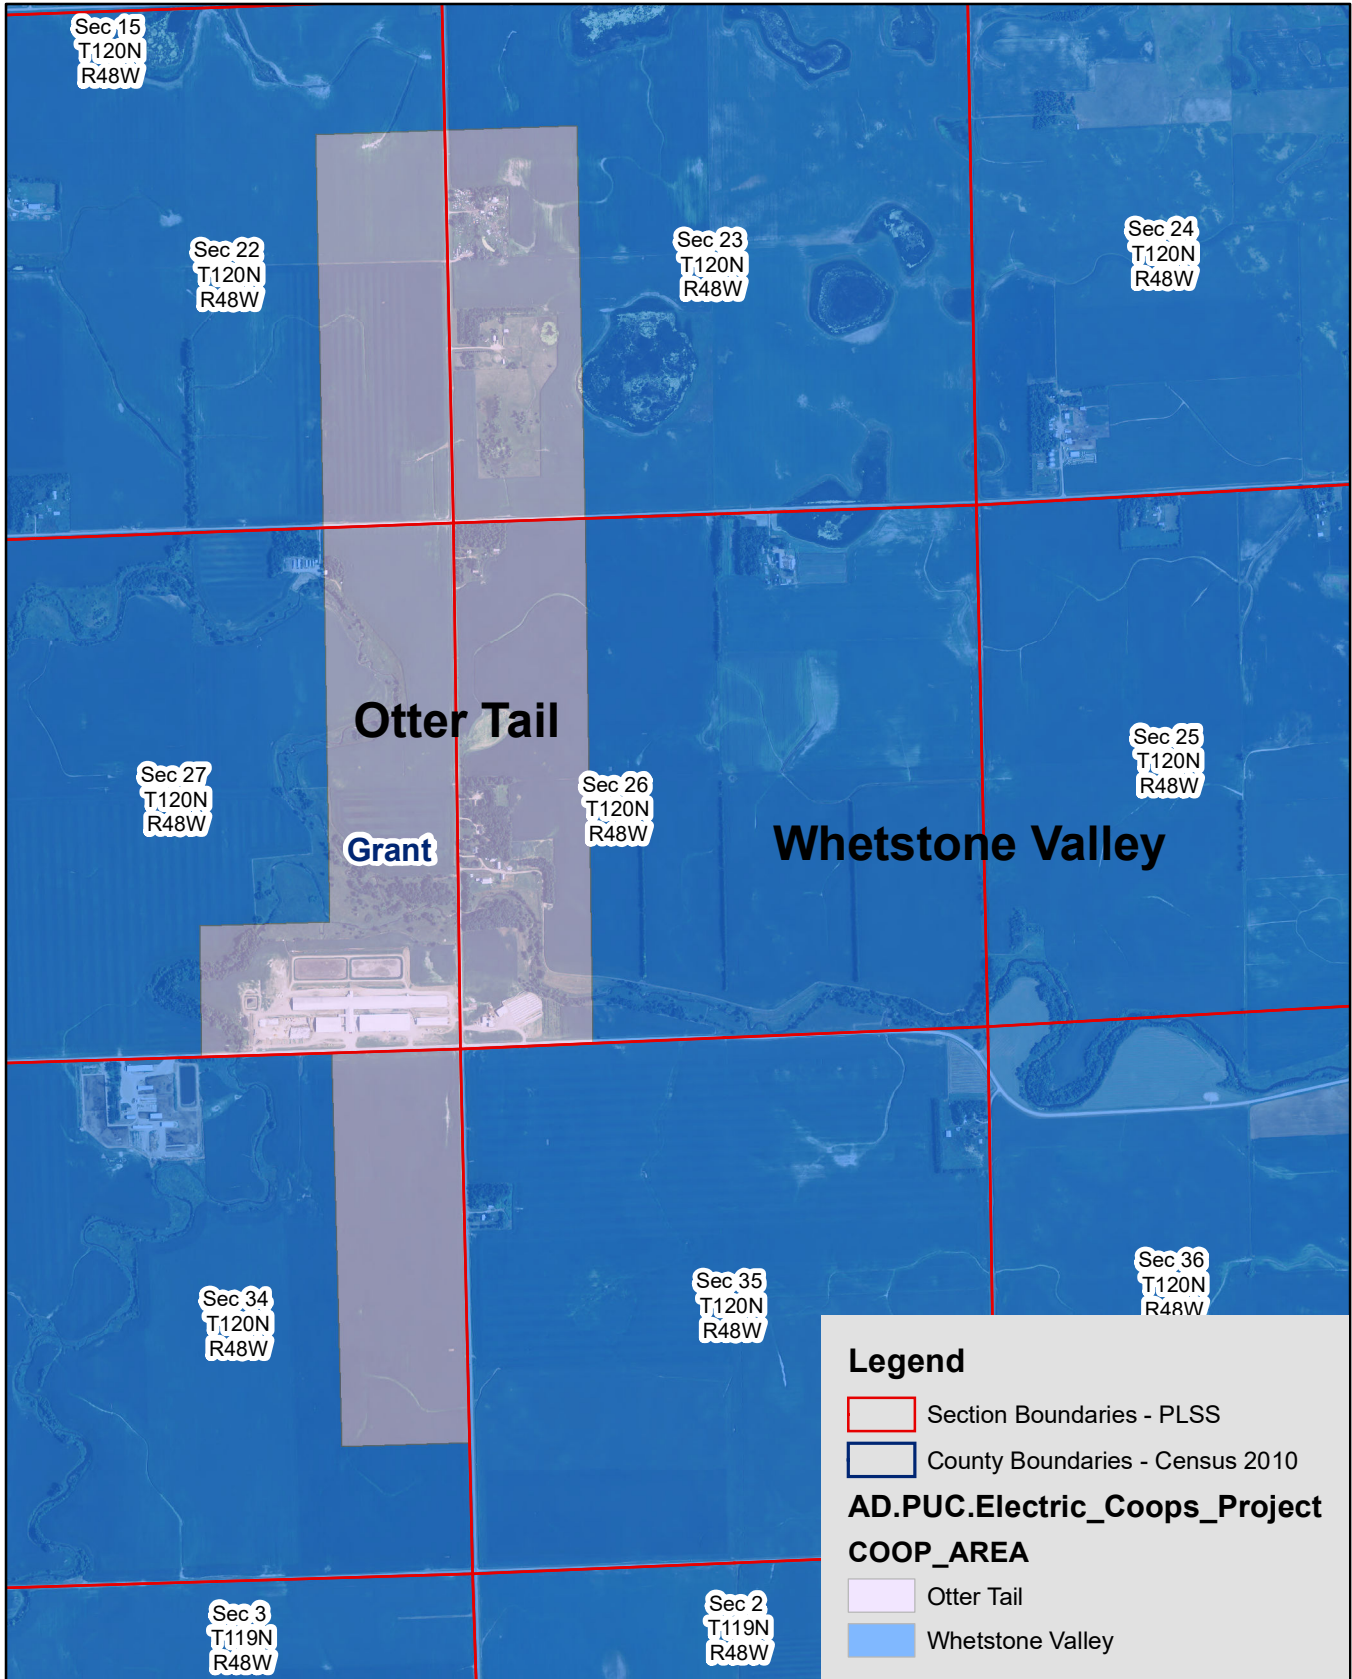 Sec 15
T120N
R48W
Sec 22
T120N
R48W
Sec 23
T120N
R48W
Sec 24
T120N
R48W
Otter Tail
Sec 27
T120N
R48W
Grant
Sec 26
T120N
R48W
Whetstone Valley
Sec 25
T120N
R48W
Sec 34
T120N
R48W
Sec 35
T120N
R48W
Sec 36
T120N
R48W
Sec 3
T119N
R48W
Sec 2
T119N
R48W
Legend
Section Boundaries - PLSS
County Boundaries - Census 2010
AD.PUC.Electric_Coops_Project
COOP_AREA
Otter Tail
Whetstone Valley